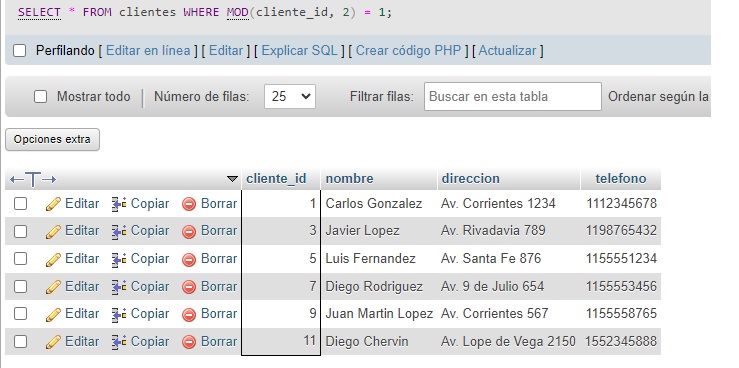 SELECT * FROM clientes WHERE MOD(cliente_id, 2) = 1;
Perfilando [ Editar en línea ] [ Editar ] [ Explicar SQL ] [ Crear código PHP ] [ Actualizar ]
Mostrar todo Número de filas: 25 Filtrar filas: Buscar en esta tabla Ordenar según la
Opciones extra
cliente_id nombre direccion telefono
Editar Copiar Borrar 1 Carlos Gonzalez Av. Corrientes 1234 1112345678
Editar Copiar Borrar 3 Javier Lopez Av. Rivadavia 789 1198765432
Editar Copiar Borrar 5 Luis Fernandez Av. Santa Fe 876 1155551234
Editar Copiar Borrar 7 Diego Rodriguez Av. 9 de Julio 654 1155553456
Editar Copiar Borrar 9 Juan Martin Lopez Av. Corrientes 567 1155558765
Editar Copiar Borrar 11 Diego Chervin Av. Lope de Vega 2150 1552345888